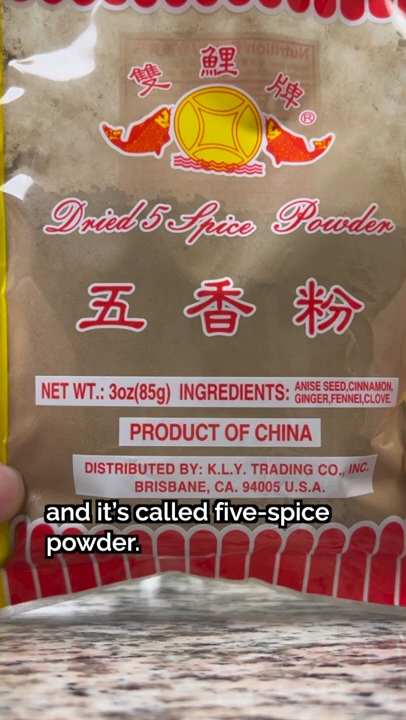 Nutrition
雙鯉牌®
Dried 5 Spice Powder
五香粉
NET WT.: 3oz(85g) INGREDIENTS: ANISE SEED,CINNAMON,
GINGER,FENNEI,CLOVE.
PRODUCT OF CHINA
DISTRIBUTED BY: K.L.Y. TRADING CO., INC.
BRISBANE, CA. 94005 U.S.A.
and it's called five-spice
powder.